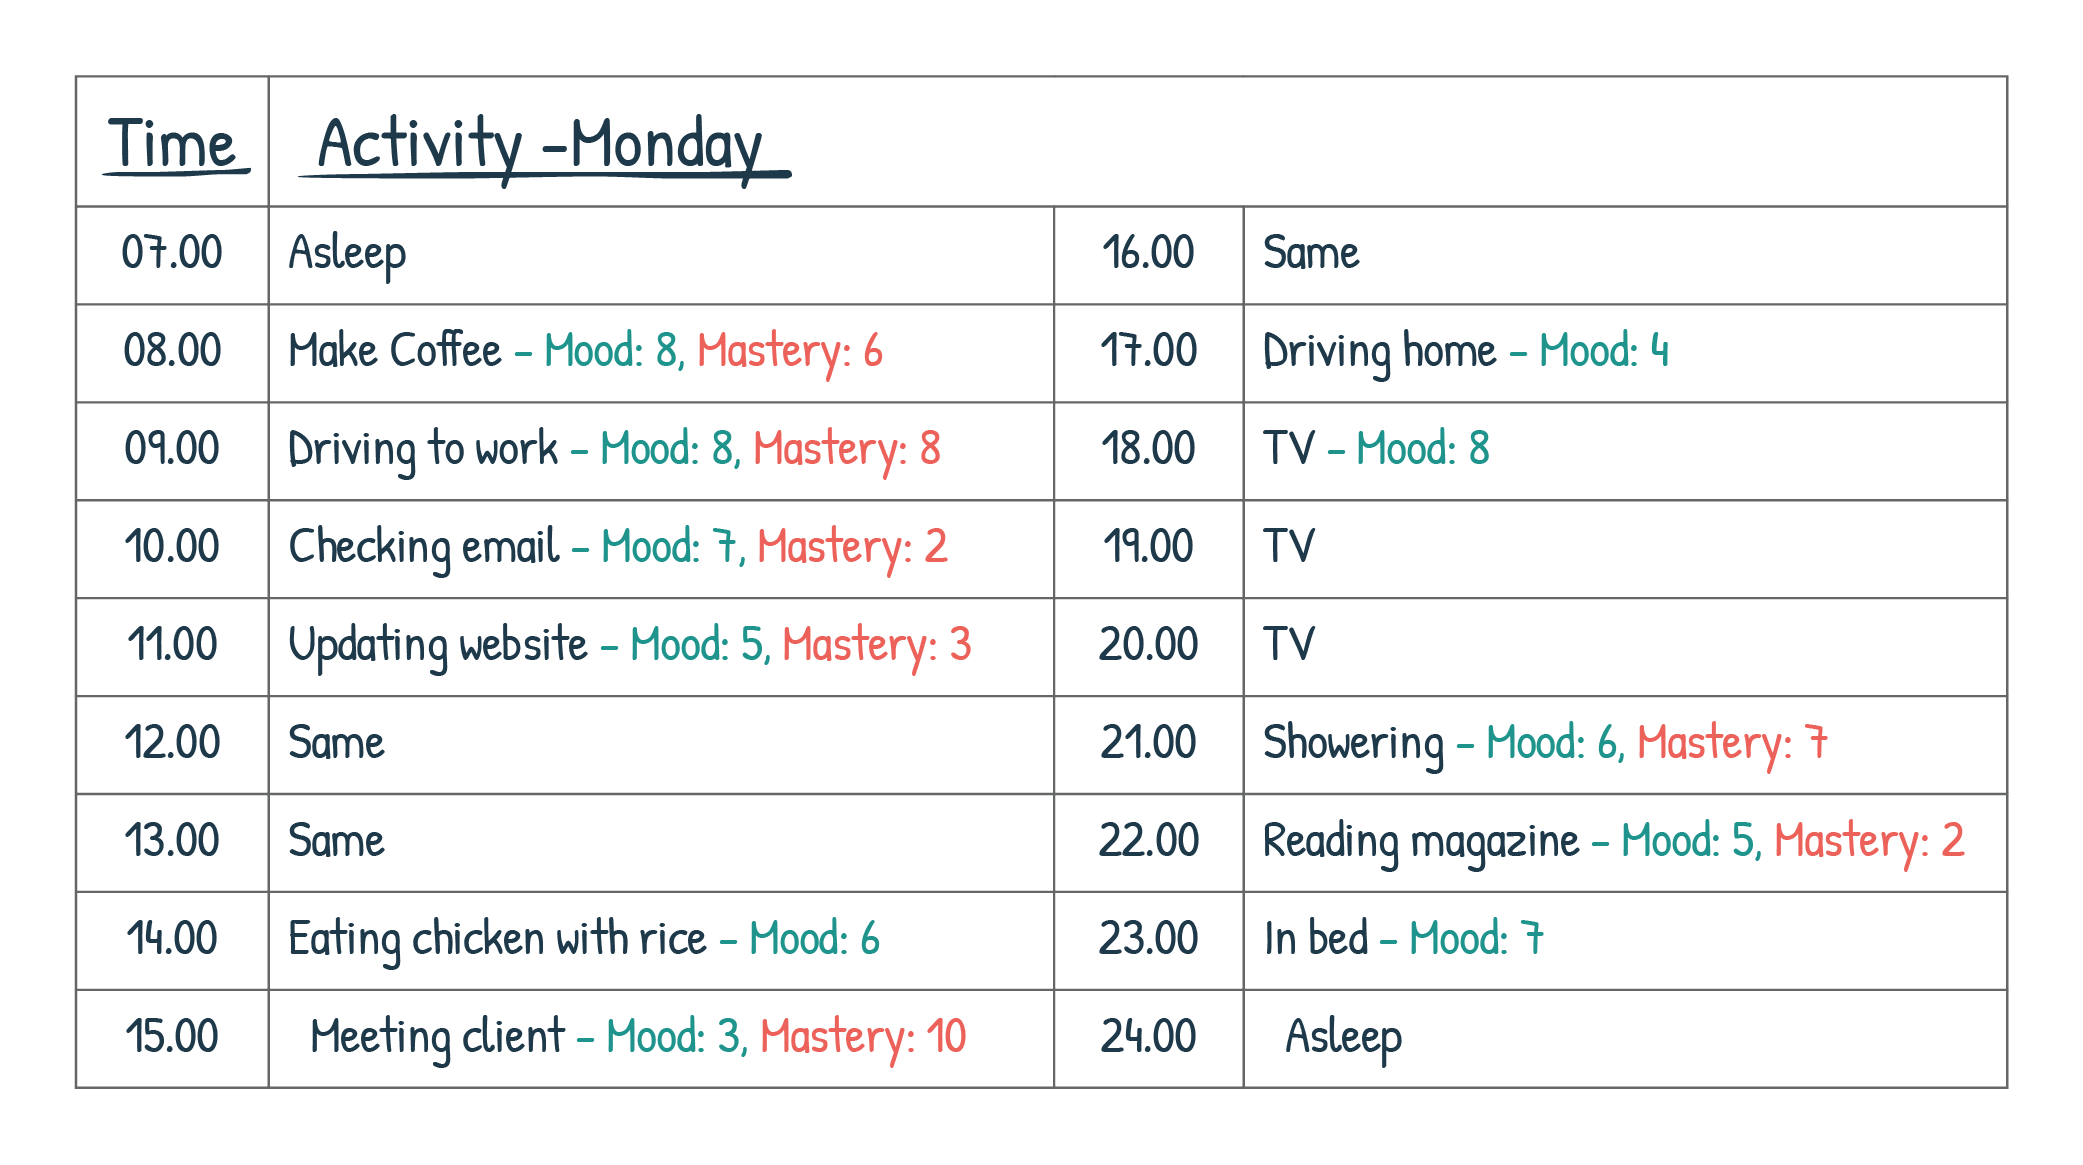 Time Activity -Monday
07.00 Asleep
08.00 Make Coffee - Mood: 8, Mastery: 6
09.00 Driving to work - Mood: 8, Mastery: 8
10.00 Checking email - Mood: 7, Mastery: 2
11.00 Updating website - Mood: 5, Mastery: 3
12.00 Same
13.00 Same
14.00 Eating chicken with rice - Mood: 6
15.00 Meeting client - Mood: 3, Mastery: 10
16.00 Same
17.00 Driving home - Mood: 4
18.00 TV - Mood: 8
19.00 TV
20.00 TV
21.00 Showering - Mood: 6, Mastery: 7
22.00 Reading magazine - Mood: 5, Mastery: 2
23.00 In bed - Mood: 7
24.00 Asleep